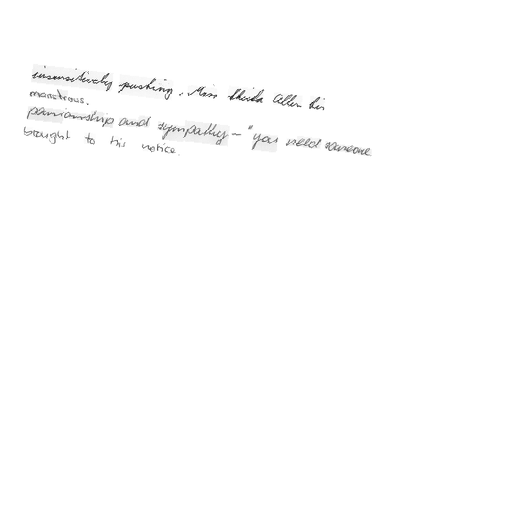 insensitively pushing. Miss Sheila Allen his
monstrous.
panionship and sympathy - "you need someone
brought to his notice.